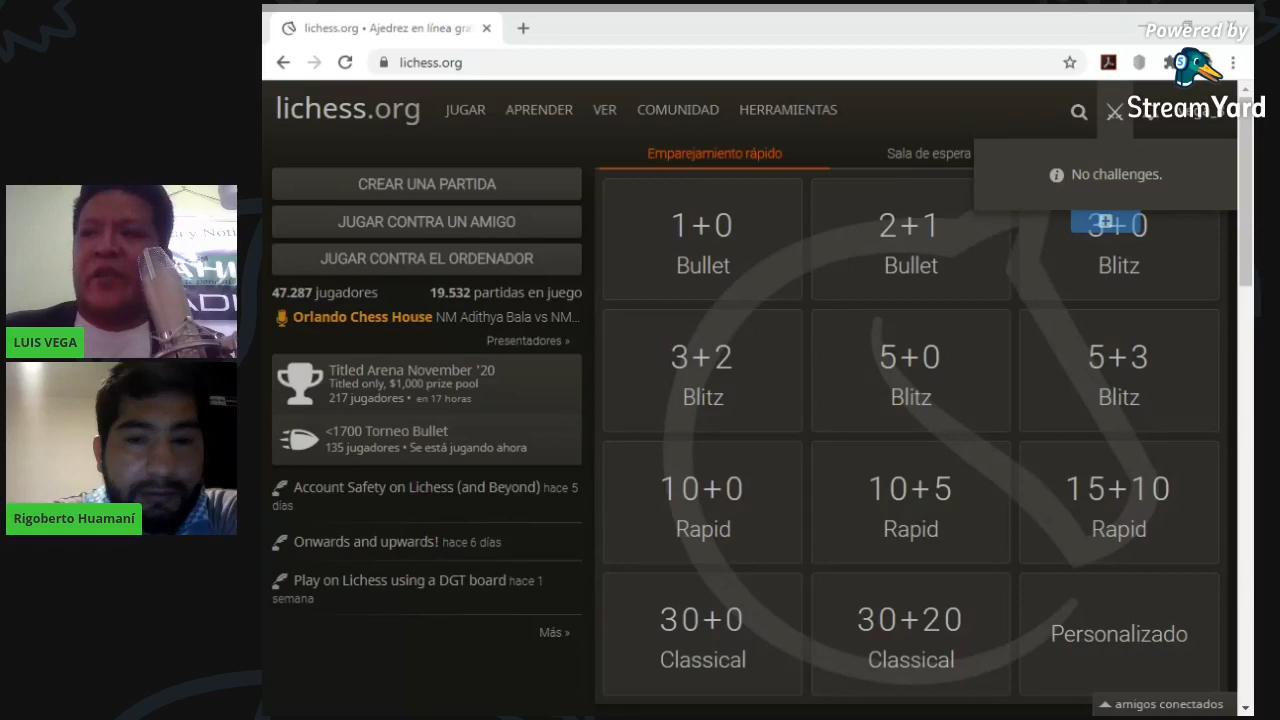 lichess.org • Ajedrez en línea gra
lichess.org
Powered by
StreamYard
lichess.org
JUGAR
APRENDER
VER
COMUNIDAD
HERRAMIENTAS
Emparejamiento rápido
Sala de espera
No challenges.
CREAR UNA PARTIDA
JUGAR CONTRA UN AMIGO
JUGAR CONTRA EL ORDENADOR
47.287 jugadores
19.532 partidas en juego
Orlando Chess House NM Adithya Bala vs NM...
Presentadores »
Titled Arena November '20
Titled only, $1,000 prize pool
217 jugadores • en 17 horas
<1700 Torneo Bullet
135 jugadores • Se está jugando ahora
Account Safety on Lichess (and Beyond) hace 5
días
Onwards and upwards! hace 6 días
Play on Lichess using a DGT board hace 1
semana
Más »
1+0
Bullet
2+1
Bullet
3+0
Blitz
3+2
Blitz
5+0
Blitz
5+3
Blitz
10+0
Rapid
10+5
Rapid
15+10
Rapid
30+0
Classical
30+20
Classical
Personalizado
amigos conectados
LUIS VEGA
Rigoberto Huamaní